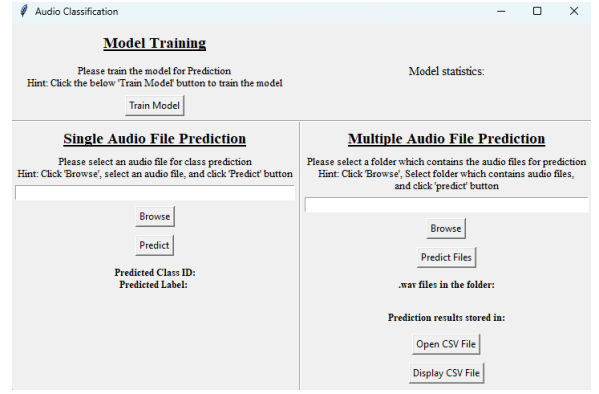 Audio Classification
Model Training
Please train the model for Prediction
Hint: Click the below 'Train Model' button to train the model
Train Model
Model statistics:
Single Audio File Prediction
Please select an audio file for class prediction
Hint: Click 'Browse', select an audio file, and click 'Predict' button
Browse
Predict
Predicted Class ID:
Predicted Label:
Multiple Audio File Prediction
Please select a folder which contains the audio files for prediction
Hint: Click 'Browse', Select folder which contains audio files,
and click 'predict' button
Browse
Predict Files
.wav files in the folder:
Prediction results stored in:
Open CSV File
Display CSV File